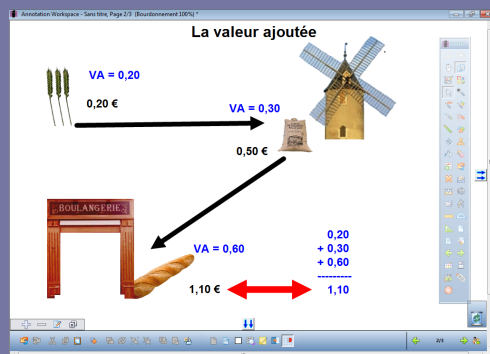 Annotation Workspace - Sans titre, Page 2/3 (Bourdonnement 100%) *
La valeur ajoutée
VA = 0,20
0,20 €
VA = 0,30
0,50 €
BOULANGERIE
VA = 0,60
1,10 €
0,20
+ 0,30
+ 0,60
---------
1,10
2/3